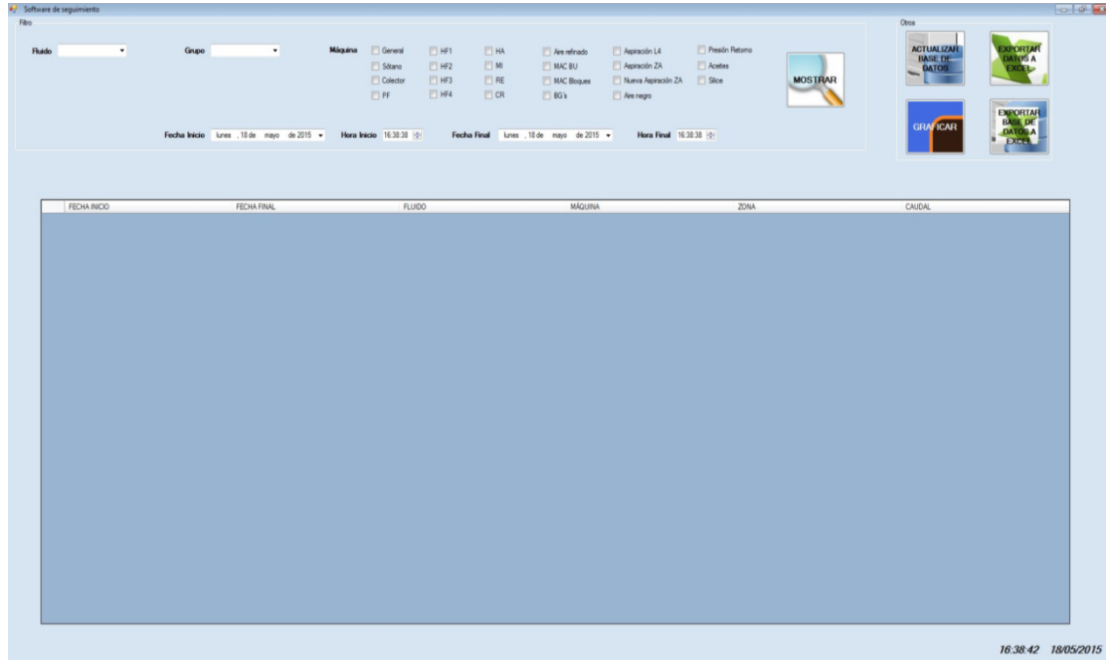 Software de seguimiento
Filtro
Otros
Fluido Grupo Máquina General HF1 HA Aire refinado Aspiración L4 Presión Retorno
Sótano HF2 MI MAC BU Aspiración ZA Aceites
Colector HF3 RE MAC Bloques Nueva Aspiración ZA Silice
PF HF4 CR BG's Aire negro
MOSTRAR
ACTUALIZAR
BASE DE
DATOS
EXPORTAR
DATOS A
EXCEL
GRAFICAR
EXPORTAR
BASE DE
DATOS A
EXCEL
Fecha Inicio lunes , 18 de mayo de 2015 Hora Inicio 16:38:38 Fecha Final lunes , 18 de mayo de 2015 Hora Final 16:38:38
FECHA INICIO FECHA FINAL FLUIDO MÁQUINA ZONA CAUDAL
16:38:42 18/05/2015